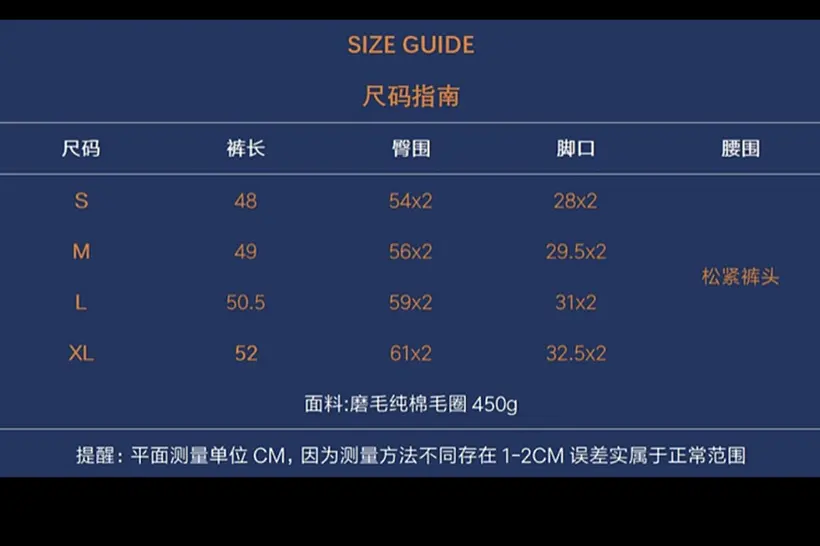 SIZE GUIDE
尺码指南
尺码 裤长 臀围 脚口 腰围
S 48 54x2 28x2
M 49 56x2 29.5x2
松紧裤头
L 50.5 59x2 31x2
XL 52 61x2 32.5x2
面料:磨毛纯棉毛圈 450g
提醒：平面测量单位 CM，因为测量方法不同存在 1-2CM 误差实属于正常范围